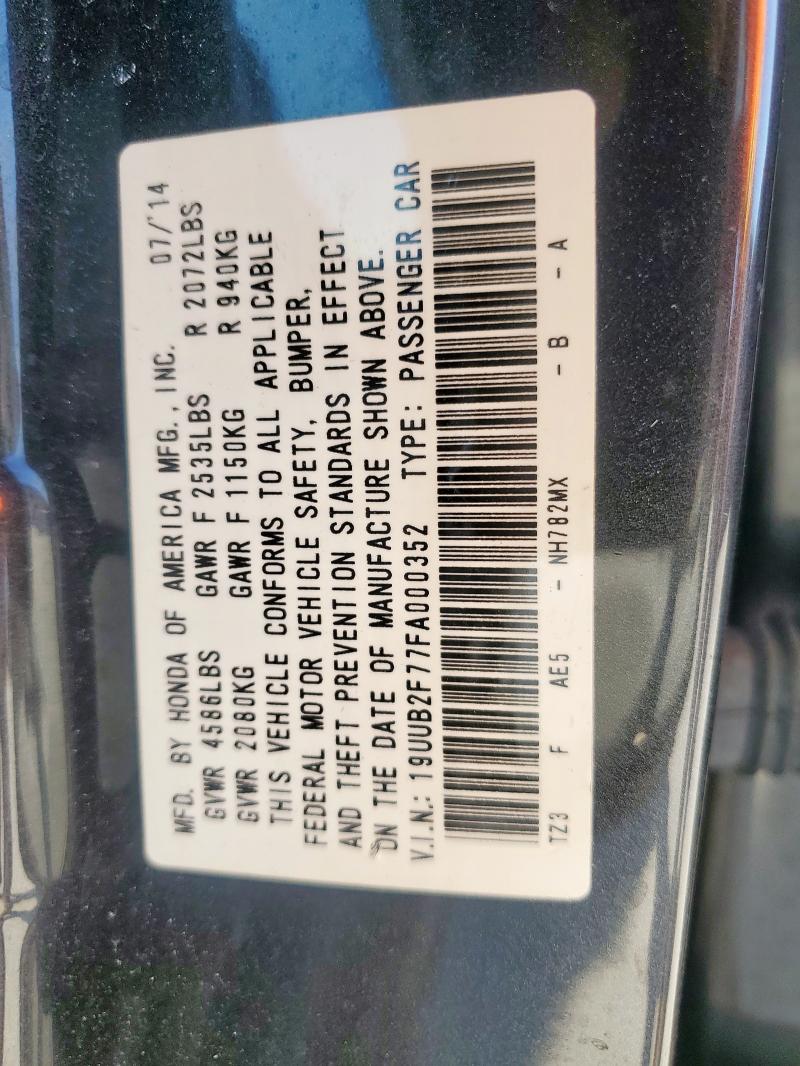 MFD. BY HONDA OF AMERICA MFG., INC. 07/'14
GVWR 4586LBS GAWR F 2535LBS R 2072LBS
GVWR 2080KG GAWR F 1150KG R 940KG
THIS VEHICLE CONFORMS TO ALL APPLICABLE
FEDERAL MOTOR VEHICLE SAFETY, BUMPER,
AND THEFT PREVENTION STANDARDS IN EFFECT
ON THE DATE OF MANUFACTURE SHOWN ABOVE.
V.I.N.: 19UUB2F77FA000352 TYPE: PASSENGER CAR
TZ3 F AE5 - NH782MX - B - A